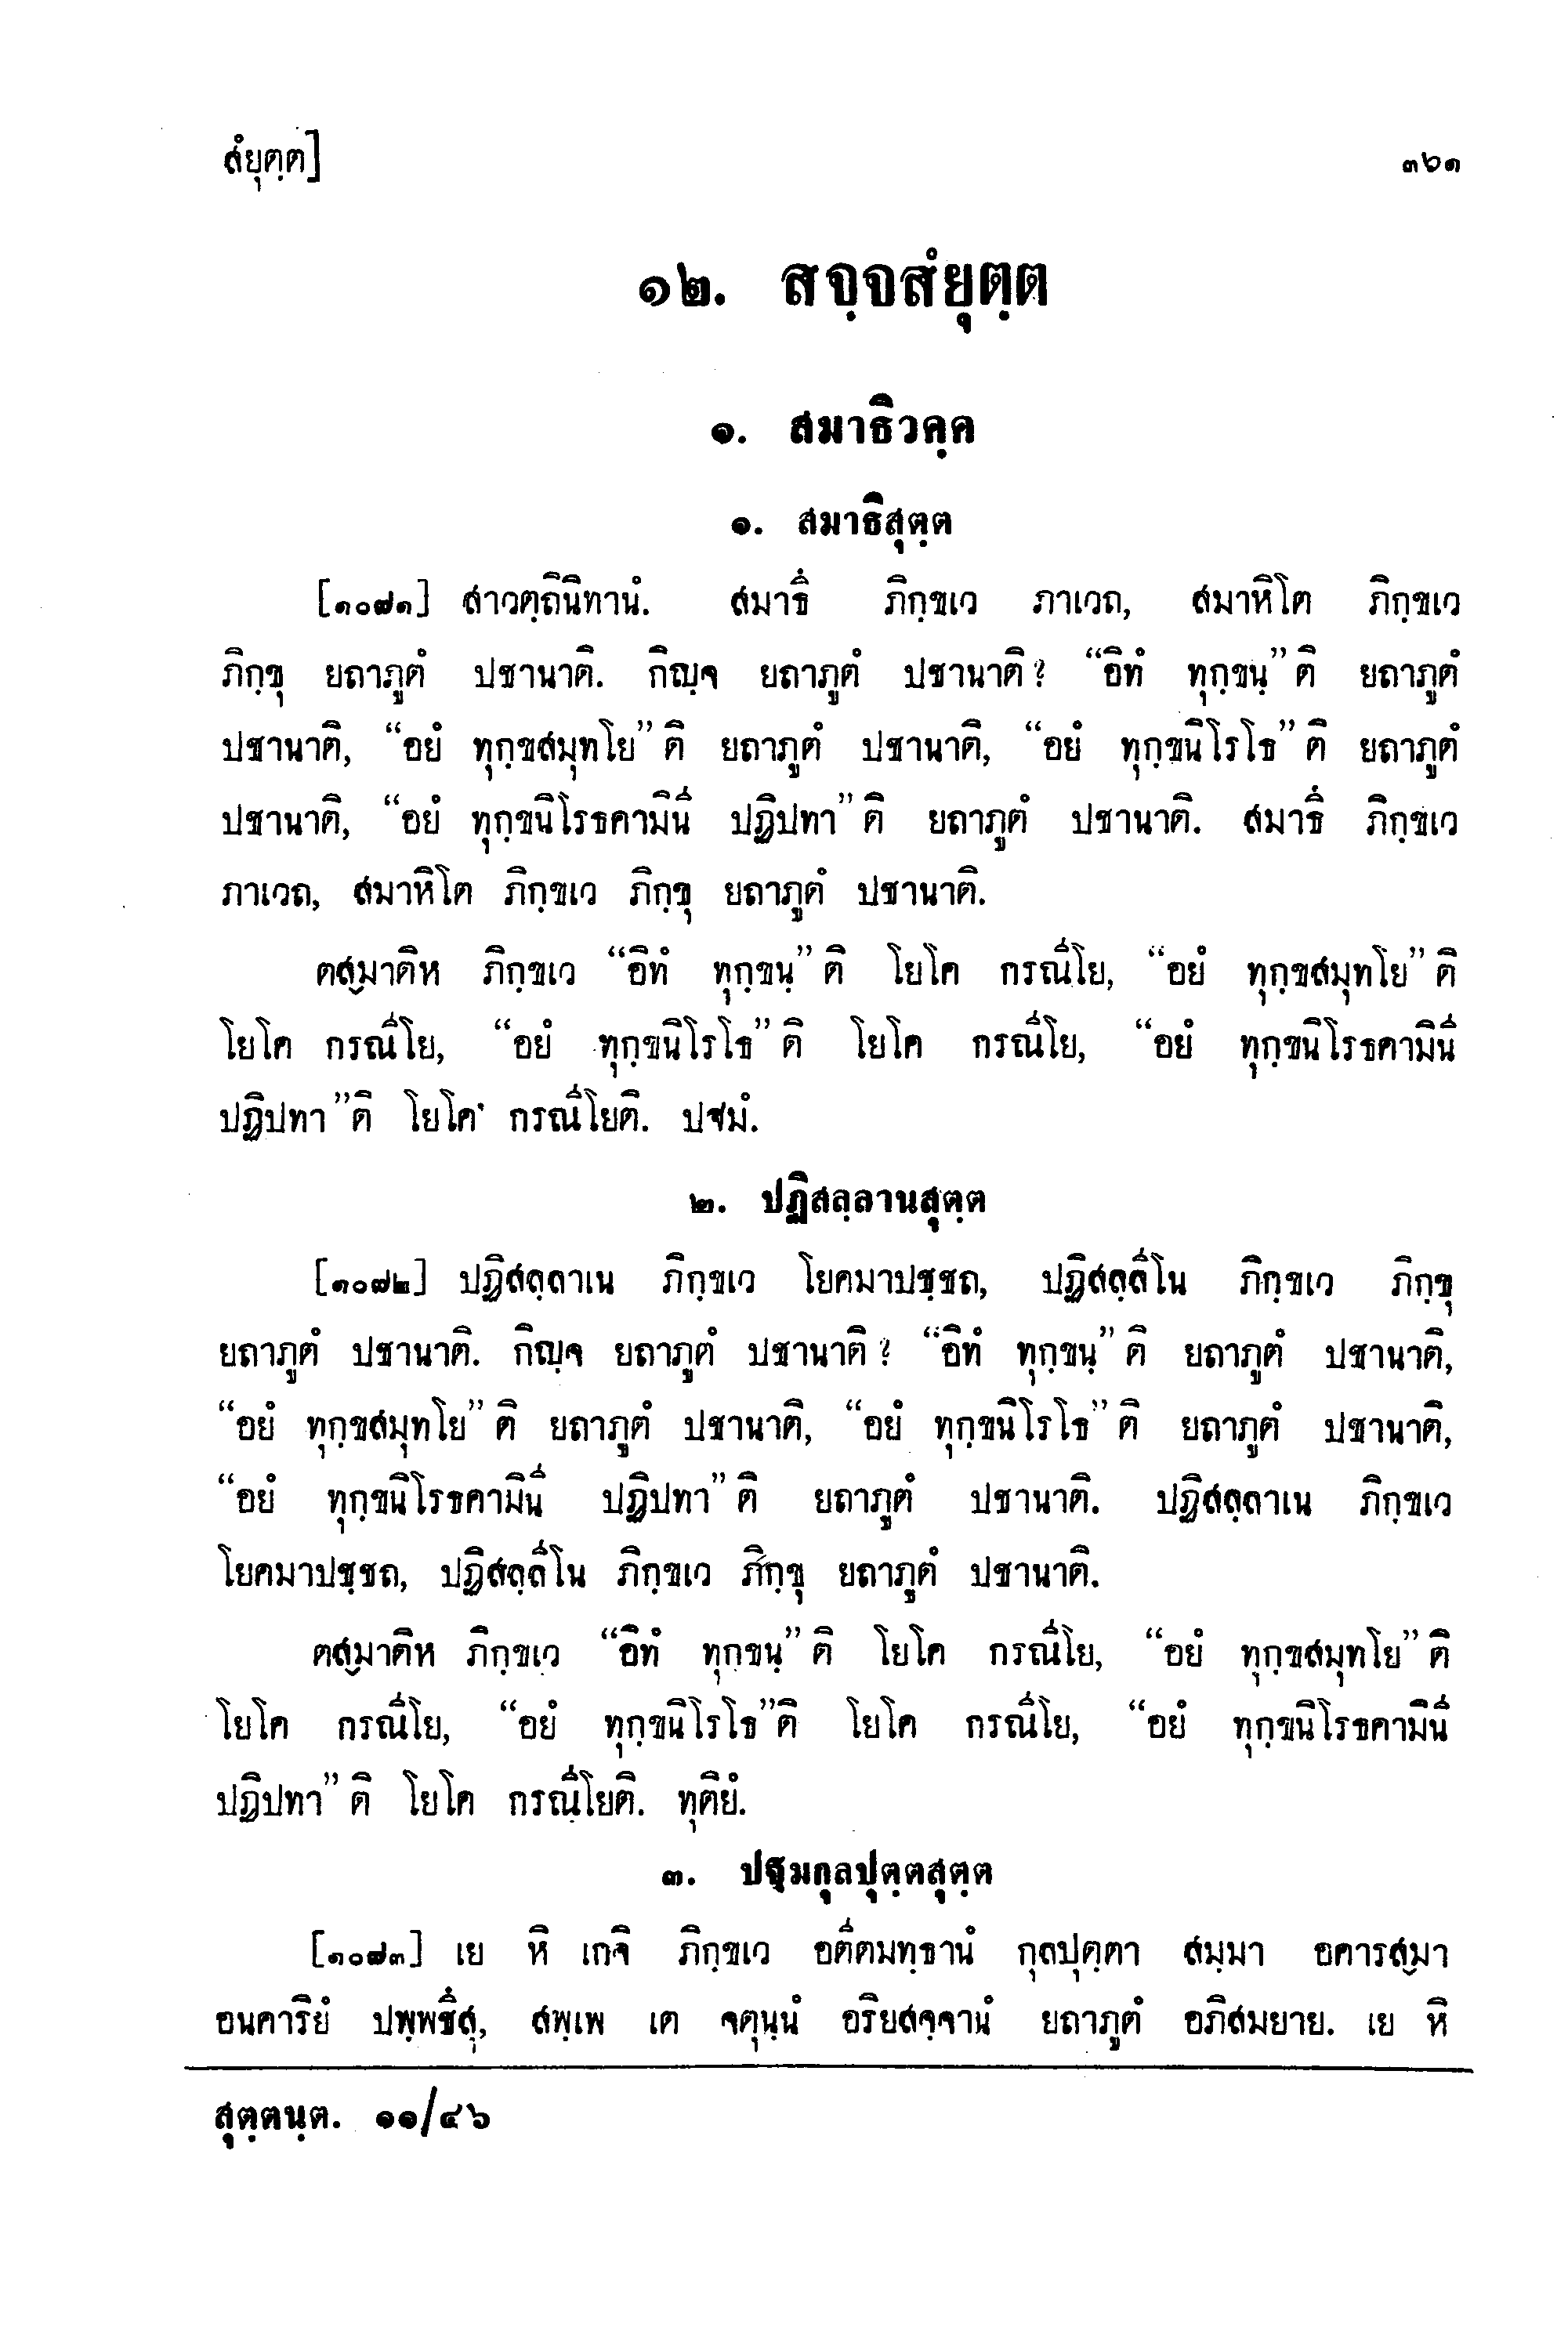 สํยุตฺต]
๓๖๑
๑๒. สจฺจสํยุตฺต
๑. สมาธิวคฺค
๑. สมาธิสุตฺต
[๑๐๗๑] สาวตฺถินิทานํ. สมาธึ ภิกฺขเว ภาเวถ, สมาหิโต ภิกฺขเว
ภิกฺขุ ยถาภูตํ ปชานาติ. กิญฺจ ยถาภูตํ ปชานาติ? “อิทํ ทุกฺขนฺ”ติ ยถาภูตํ
ปชานาติ, “อยํ ทุกฺขสมุทโย”ติ ยถาภูตํ ปชานาติ, “อยํ ทุกฺขนิโรโธ”ติ ยถาภูตํ
ปชานาติ, “อยํ ทุกฺขนิโรธคามินี ปฏิปทา”ติ ยถาภูตํ ปชานาติ. สมาธึ ภิกฺขเว
ภาเวถ, สมาหิโต ภิกฺขเว ภิกฺขุ ยถาภูตํ ปชานาติ.
ตสฺมาติห ภิกฺขเว “อิทํ ทุกฺขนฺ”ติ โยโค กรณีโย, “อยํ ทุกฺขสมุทโย”ติ
โยโค กรณีโย, “อยํ ทุกฺขนิโรโธ”ติ โยโค กรณีโย, “อยํ ทุกฺขนิโรธคามินี
ปฏิปทา”ติ โยโค กรณีโยติ. ปฐมํ.
๒. ปฏิสลฺลานสุตฺต
[๑๐๗๒] ปฏิสลฺลาเน ภิกฺขเว โยคมาปชฺชถ, ปฏิสลฺลีโน ภิกฺขเว ภิกฺขุ
ยถาภูตํ ปชานาติ. กิญฺจ ยถาภูตํ ปชานาติ? “อิทํ ทุกฺขนฺ”ติ ยถาภูตํ ปชานาติ,
“อยํ ทุกฺขสมุทโย”ติ ยถาภูตํ ปชานาติ, “อยํ ทุกฺขนิโรโธ”ติ ยถาภูตํ ปชานาติ,
“อยํ ทุกฺขนิโรธคามินี ปฏิปทา”ติ ยถาภูตํ ปชานาติ. ปฏิสลฺลาเน ภิกฺขเว
โยคมาปชฺชถ, ปฏิสลฺลีโน ภิกฺขเว ภิกฺขุ ยถาภูตํ ปชานาติ.
ตสฺมาติห ภิกฺขเว “อิทํ ทุกฺขนฺ”ติ โยโค กรณีโย, “อยํ ทุกฺขสมุทโย”ติ
โยโค กรณีโย, “อยํ ทุกฺขนิโรโธ”ติ โยโค กรณีโย, “อยํ ทุกฺขนิโรธคามินี
ปฏิปทา”ติ โยโค กรณีโยติ. ทุติยํ.
๓. ปฐมกุลปุตฺตสุตฺต
[๑๐๗๓] เย หิ เกจิ ภิกฺขเว อตีตมทฺธานํ กุลปุตฺตา สมฺมา อคารสฺมา
อนคาริยํ ปพฺพชึสุ, สพฺเพ เต จตุนฺนํ อริยสจฺจานํ ยถาภูตํ อภิสมยาย. เย หิ
สุตฺตนฺต. ๑๑/๔๖